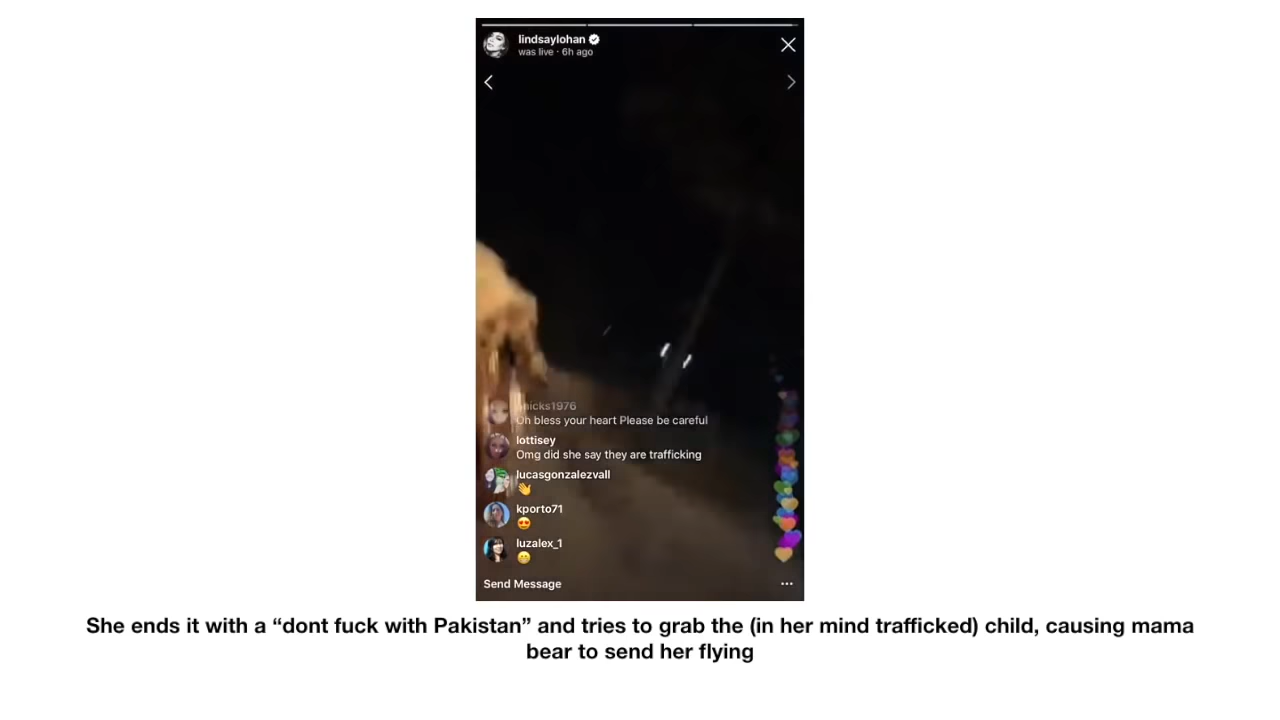 lindsaylohan
was live · 6h ago
nicks1976
Oh bless your heart Please be careful
lottisey
Omg did she say they are trafficking
lucasgonzalezvall
👋
kporto71
😍
luzalex_1
😁
Send Message
She ends it with a “dont fuck with Pakistan” and tries to grab the (in her mind trafficked) child, causing mama
bear to send her flying